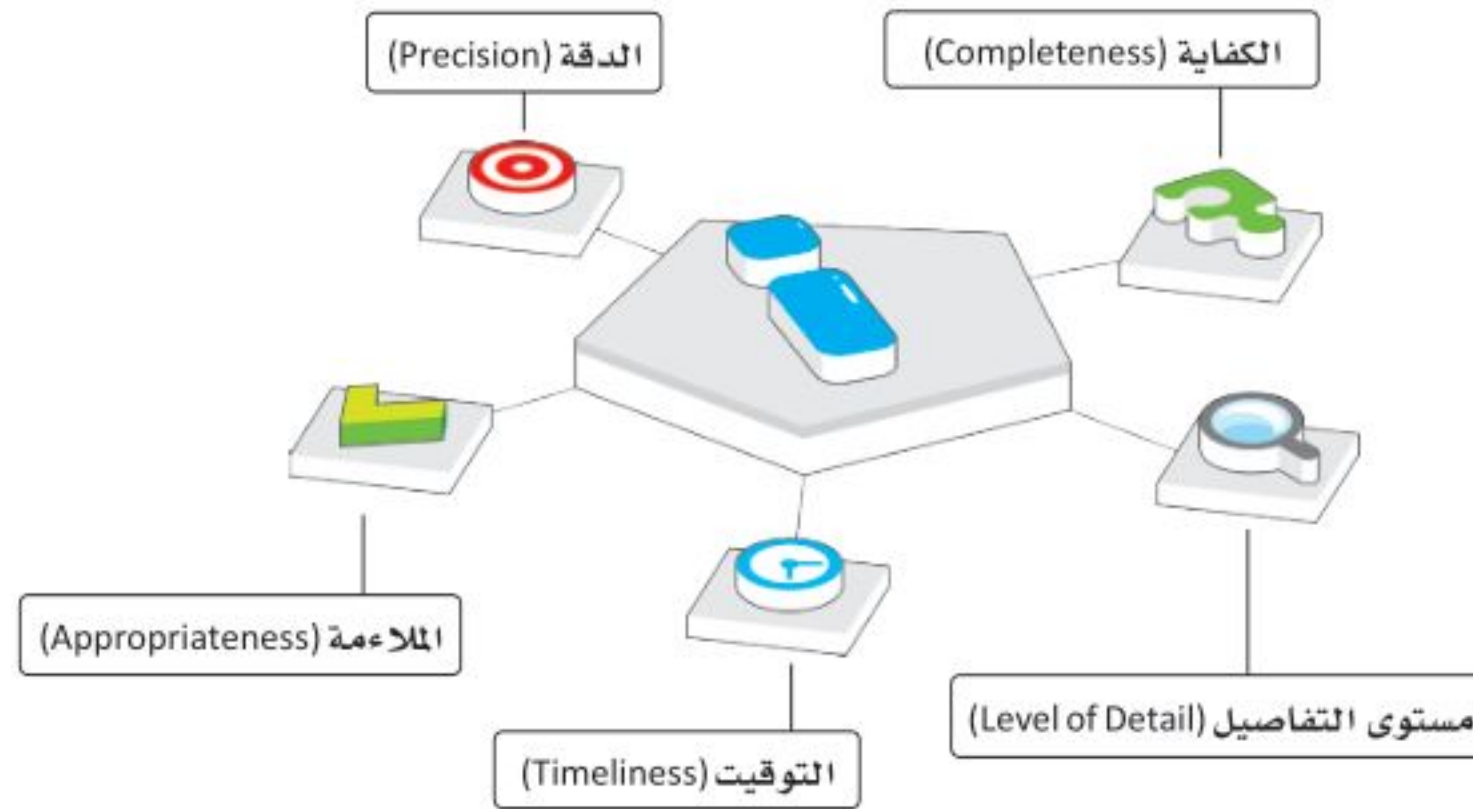 الدقة (Precision)
الكفاية (Completeness)
الملاءمة (Appropriateness)
مستوى التفاصيل (Level of Detail)
التوقيت (Timeliness)